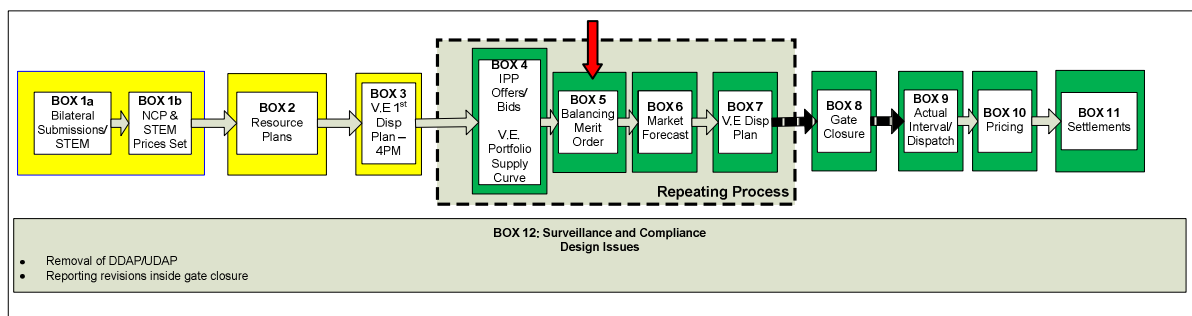 BOX 1a
Bilateral
Submissions/
STEM
BOX 1b
NCP &
STEM
Prices Set
BOX 2
Resource
Plans
BOX 3
V.E 1st
Disp
Plan –
4PM
BOX 4
IPP
Offers/
Bids
V.E.
Portfolio
Supply
Curve
BOX 5
Balancing
Merit
Order
BOX 6
Market
Forecast
BOX 7
V.E Disp
Plan
Repeating Process
BOX 8
Gate
Closure
BOX 9
Actual
Interval/
Dispatch
BOX 10
Pricing
BOX 11
Settlements
BOX 12: Surveillance and Compliance
Design Issues
• Removal of DDAP/UDAP
• Reporting revisions inside gate closure